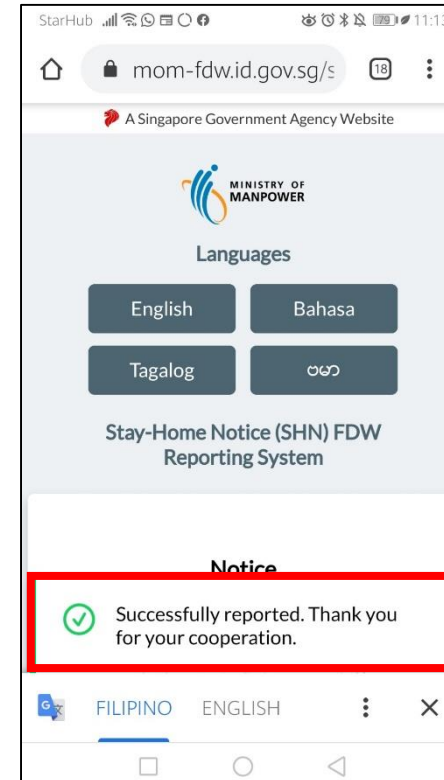 StarHub 79 11:13
mom-fdw.id.gov.sg/s 18
A Singapore Government Agency Website
MINISTRY OF
MANPOWER
Languages
English Bahasa
Tagalog ဗမာ
Stay-Home Notice (SHN) FDW
Reporting System
Notice
Successfully reported. Thank you
for your cooperation.
FILIPINO ENGLISH